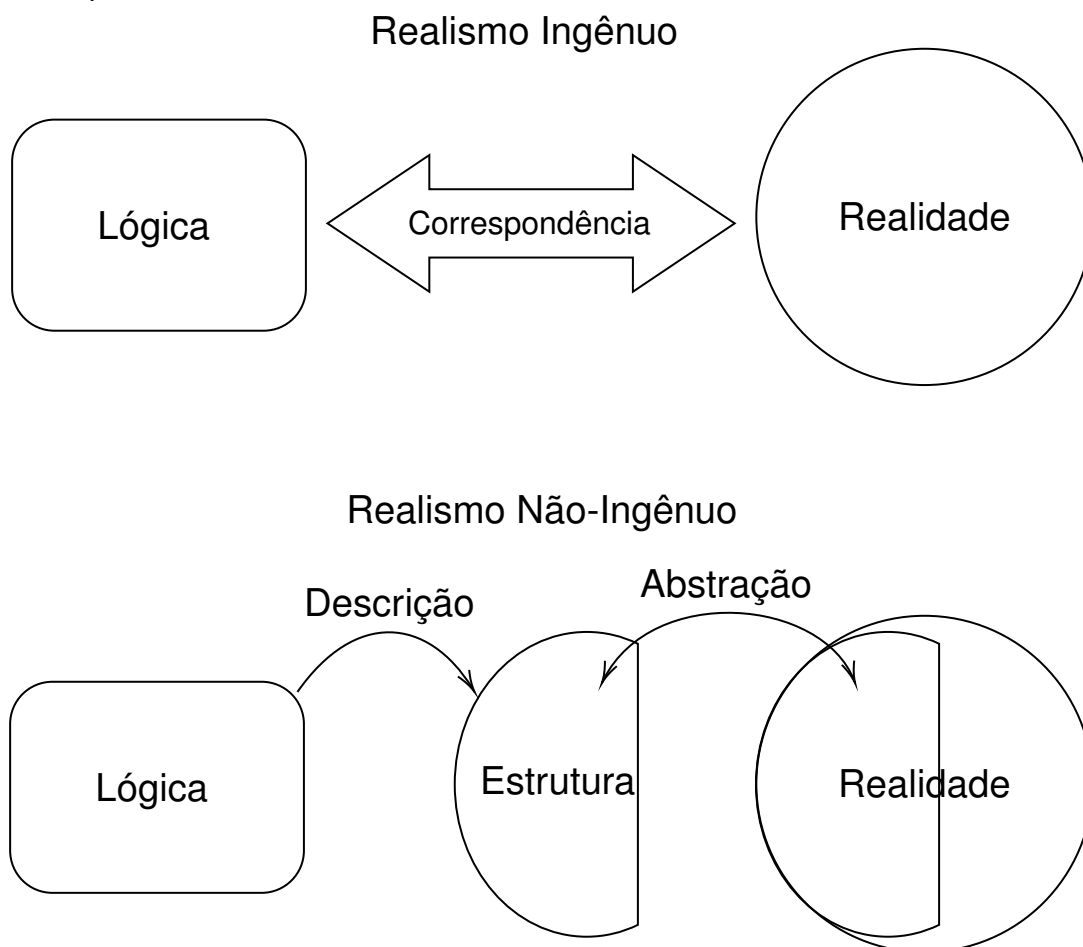 Realismo Ingênuo
Lógica
Correspondência
Realidade
Realismo Não-Ingênuo
Descrição
Abstração
Lógica
Estrutura
Realidade